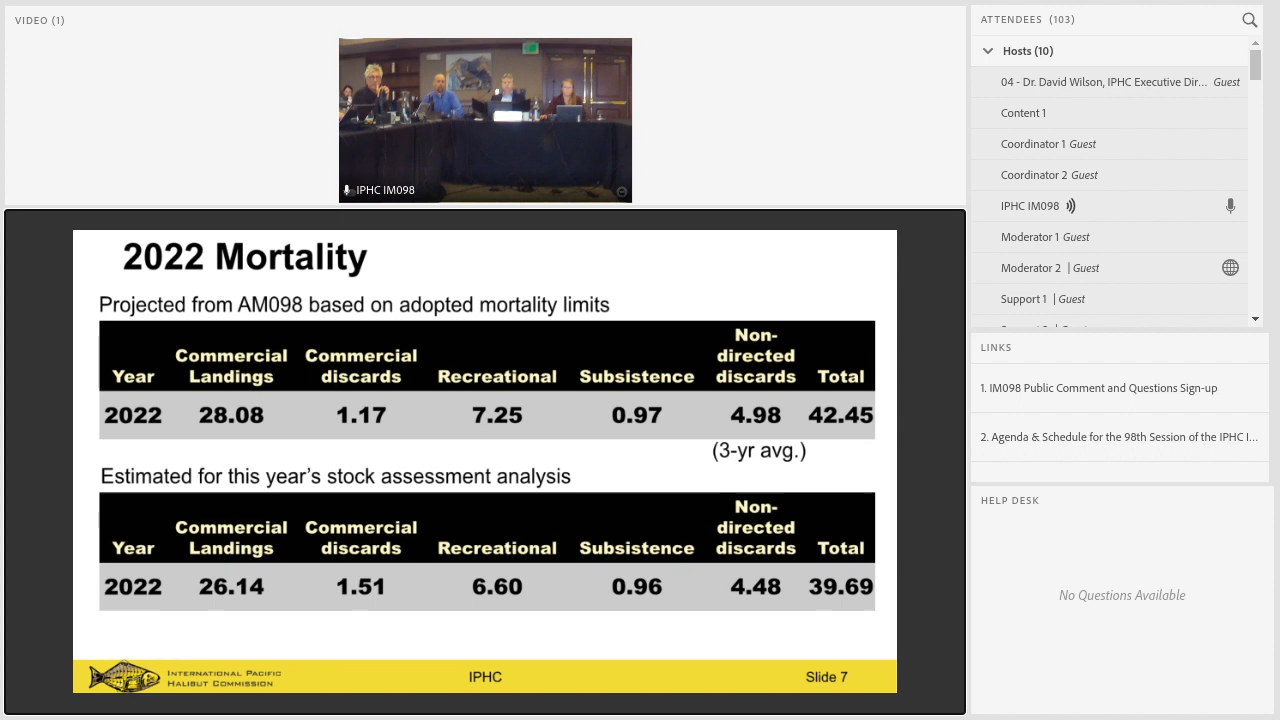 VIDEO (1)
IPHC IM098
2022 Mortality
Projected from AM098 based on adopted mortality limits
Year Commercial Landings Commercial discards Recreational Subsistence Non-directed discards Total
2022 28.08 1.17 7.25 0.97 4.98 42.45
(3-yr avg.)
Estimated for this year's stock assessment analysis
Year Commercial Landings Commercial discards Recreational Subsistence Non-directed discards Total
2022 26.14 1.51 6.60 0.96 4.48 39.69
INTERNATIONAL PACIFIC
HALIBUT COMMISSION
IPHC
Slide 7
ATTENDEES (103)
Hosts (10)
04 - Dr. David Wilson, IPHC Executive Dir... Guest
Content 1
Coordinator 1 Guest
Coordinator 2 Guest
IPHC IM098
Moderator 1 Guest
Moderator 2 | Guest
Support 1 | Guest
LINKS
1. IM098 Public Comment and Questions Sign-up
2. Agenda & Schedule for the 98th Session of the IPHC I...
HELP DESK
No Questions Available